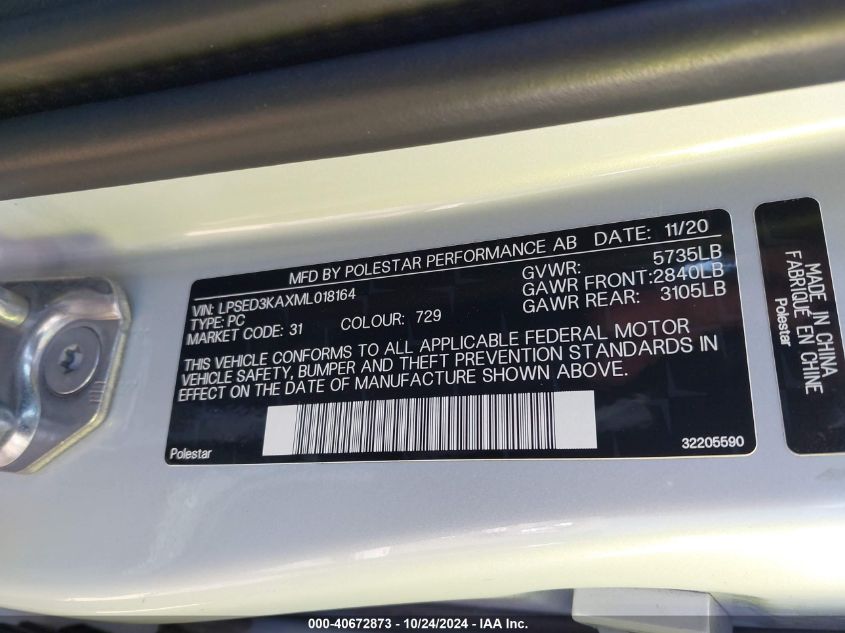 MFD BY POLESTAR PERFORMANCE AB DATE: 11/20
VIN: LPSED3KAXML018164 GVWR: 5735LB
TYPE: PC GAWR FRONT:2840LB
MARKET CODE: 31 COLOUR: 729 GAWR REAR: 3105LB
THIS VEHICLE CONFORMS TO ALL APPLICABLE FEDERAL MOTOR
VEHICLE SAFETY, BUMPER AND THEFT PREVENTION STANDARDS IN
EFFECT ON THE DATE OF MANUFACTURE SHOWN ABOVE.
Polestar 32205590
MADE IN CHINA
FABRIQUÉ EN CHINE
Polestar
000-40672873 - 10/24/2024 - IAA Inc.